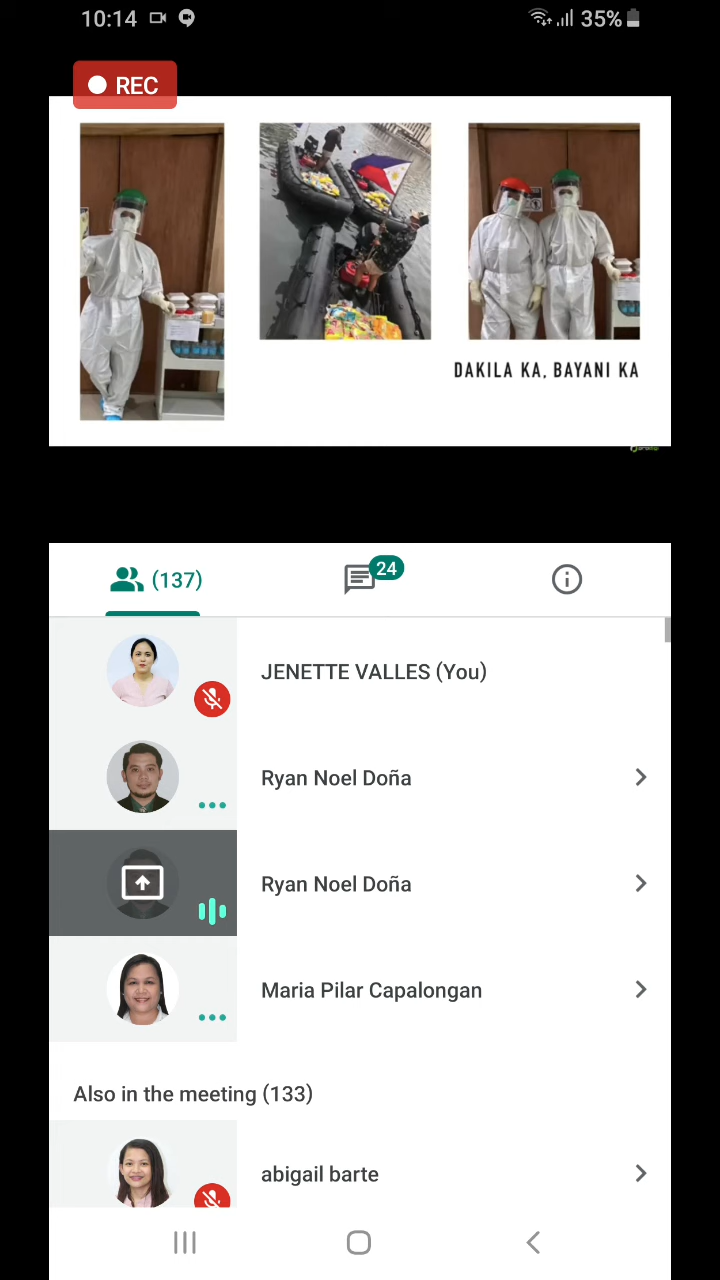 10:14
35%
REC
DAKILA KA, BAYANI KA
(137)
24
JENETTE VALLES (You)
Ryan Noel Doña
Ryan Noel Doña
Maria Pilar Capalongan
Also in the meeting (133)
abigail barte